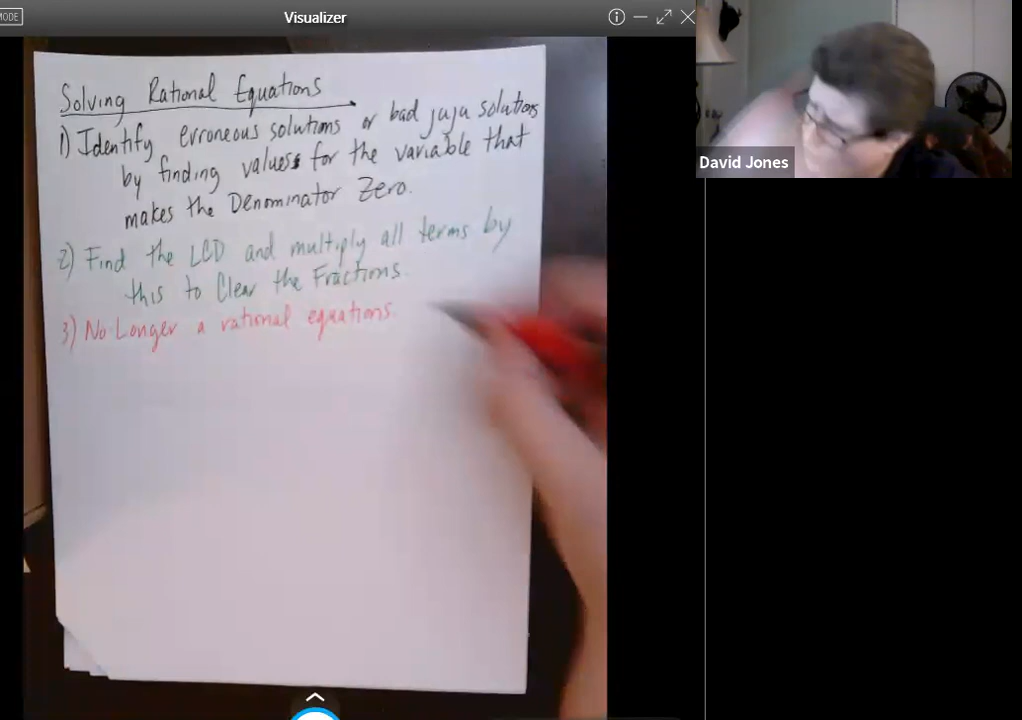 MODE
Visualizer
Solving Rational Equations
1) Identify erroneous solutions or bad juju solutions
by finding values for the variable that
makes the Denominator Zero.
2) Find the LCD and multiply all terms by
this to Clear the Fractions.
3) No Longer a rational equations.
David Jones